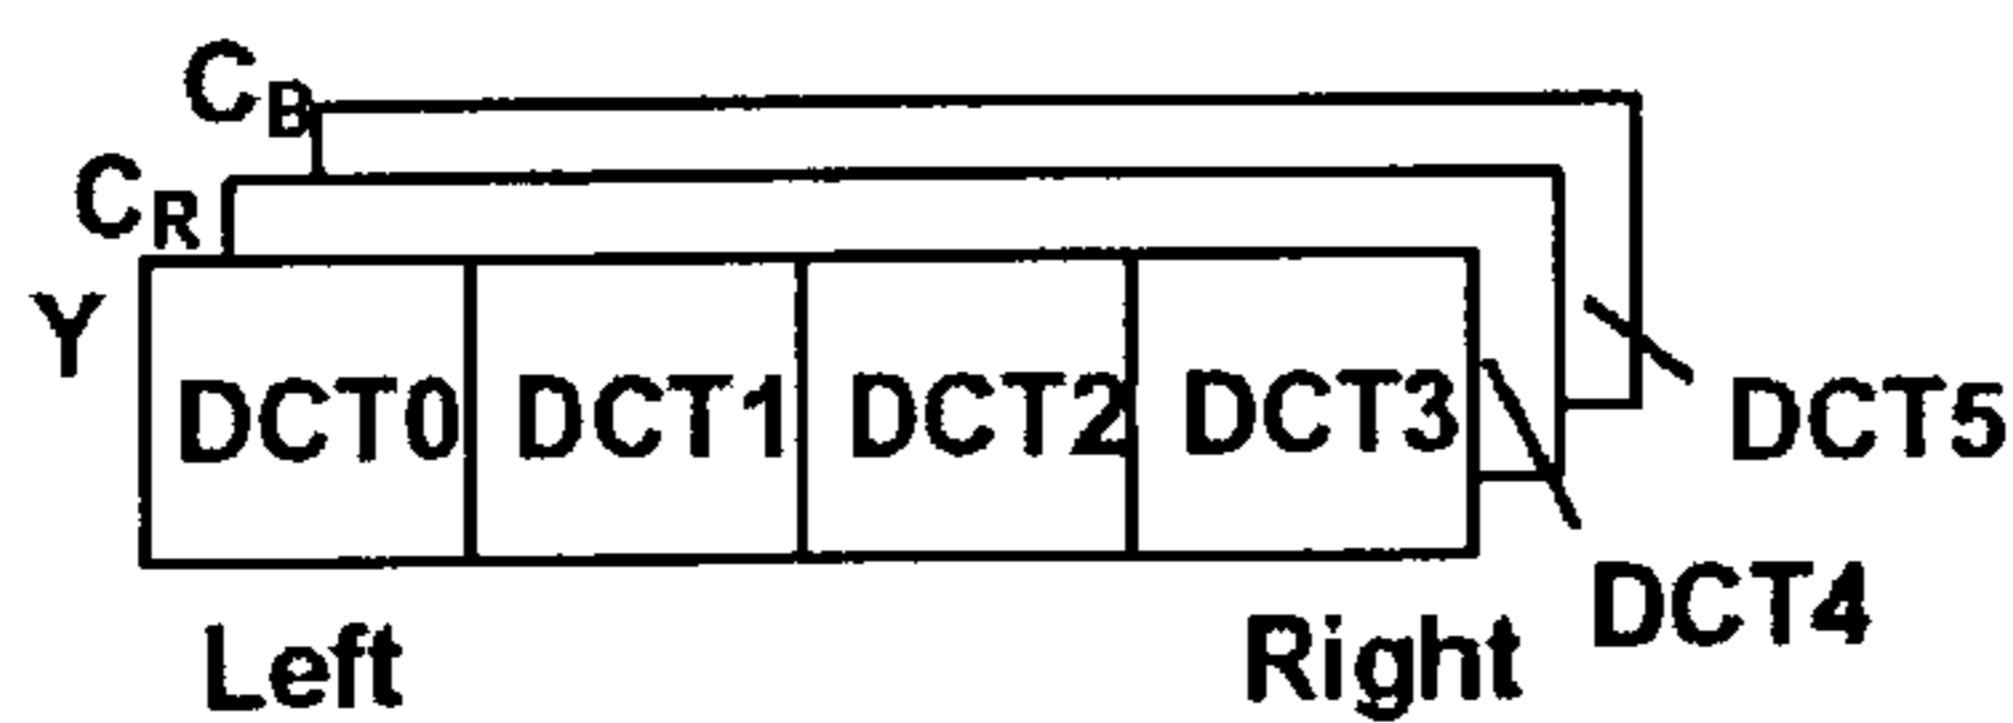 CB
CR
Y
DCT0 DCT1 DCT2 DCT3
DCT5
DCT4
Left Right